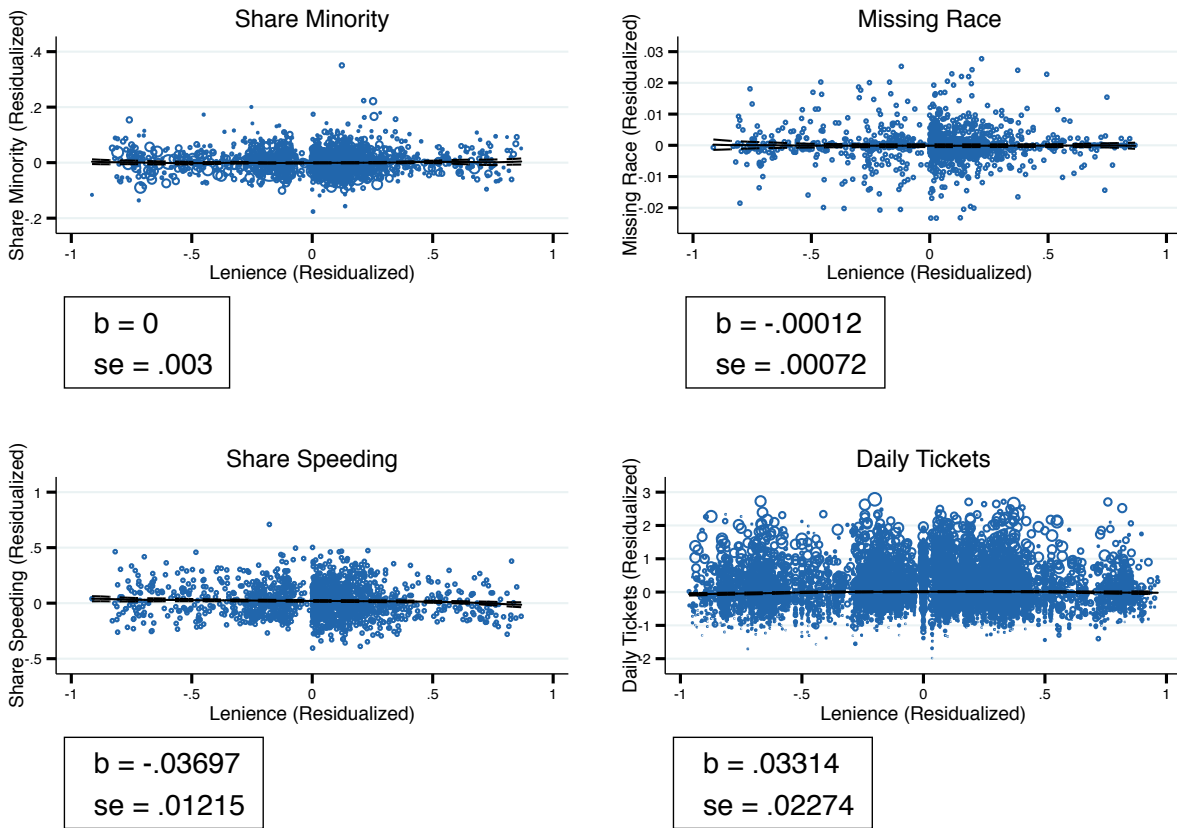 Share Minority
Share Minority (Residualized)
.4
.2
0
-.2
-1
-.5
0
.5
1
Lenience (Residualized)
b = 0
se = .003
Missing Race
Missing Race (Residualized)
.03
.02
.01
0
-.01
-.02
-1
-.5
0
.5
1
Lenience (Residualized)
b = -.00012
se = .00072
Share Speeding
Share Speeding (Residualized)
1
.5
0
-.5
-1
-.5
0
.5
1
Lenience (Residualized)
b = -.03697
se = .01215
Daily Tickets
Daily Tickets (Residualized)
3
2
1
0
-1
-2
-1
-.5
0
.5
1
Lenience (Residualized)
b = .03314
se = .02274